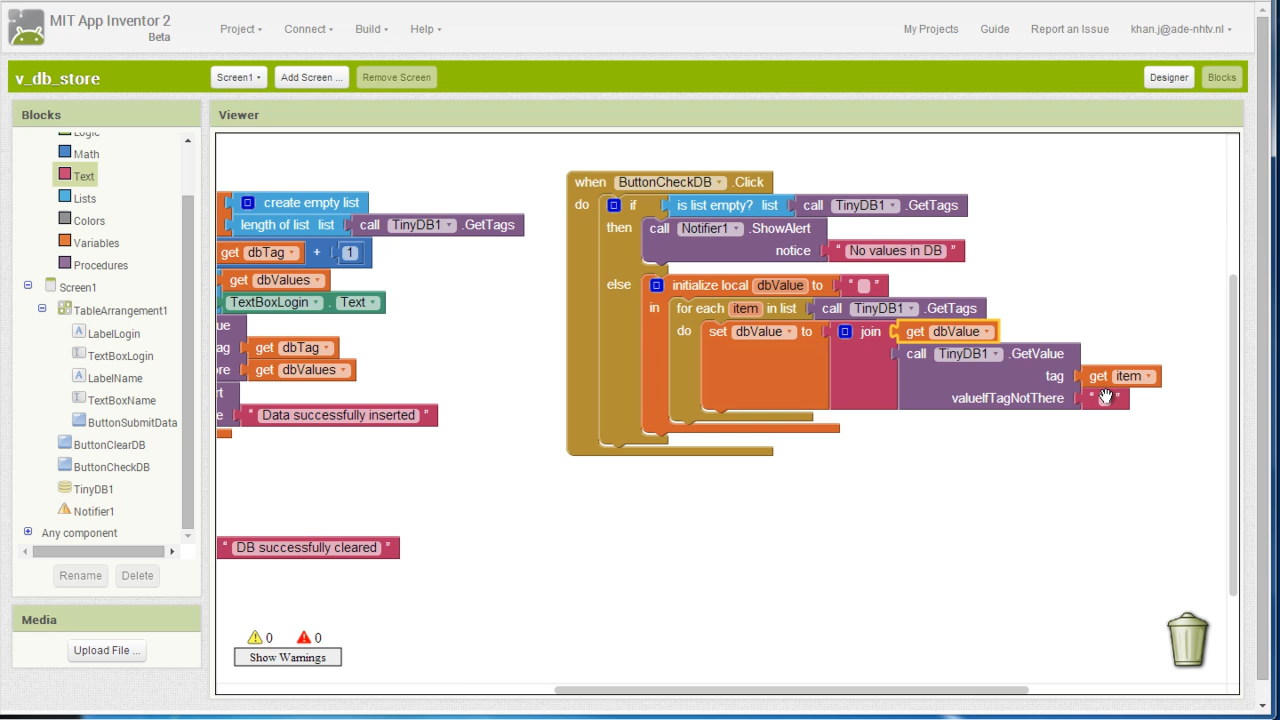 MIT App Inventor 2
Beta
Project Connect Build Help
My Projects Guide Report an Issue khan.j@ade-nhtv.nl
v_db_store
Screen1 Add Screen ... Remove Screen
Designer Blocks
Blocks
Logic
Math
Text
Lists
Colors
Variables
Procedures
Screen1
TableArrangement1
LabelLogin
TextBoxLogin
LabelName
TextBoxName
ButtonSubmitData
ButtonClearDB
ButtonCheckDB
TinyDB1
Notifier1
Any component
Rename Delete
Media
Upload File ...
Viewer
create empty list
length of list list call TinyDB1 .GetTags
get dbTag + 1
get dbValues
TextBoxLogin . Text
ue
ag get dbTag
ore get dbValues
rt
e " Data successfully inserted "
" DB successfully cleared "
when ButtonCheckDB .Click
do if is list empty? list call TinyDB1 .GetTags
then call Notifier1 .ShowAlert
notice " No values in DB "
else initialize local dbValue to " "
in for each item in list call TinyDB1 .GetTags
do set dbValue to join get dbValue
call TinyDB1 .GetValue
tag get item
valueIfTagNotThere " "
0 0
Show Warnings